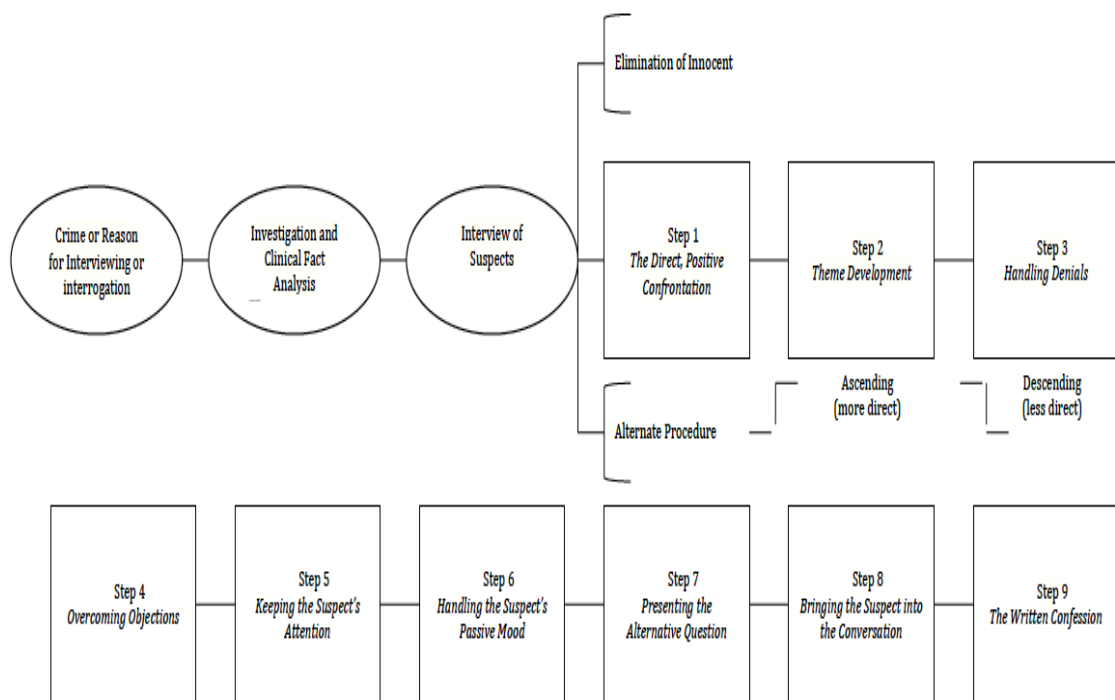 Elimination of Innocent
Crime or Reason
for Interviewing or
interrogation
Investigation and
Clinical Fact
Analysis
Interview of
Suspects
Step 1
The Direct, Positive
Confrontation
Step 2
Theme Development
Step 3
Handling Denials
Alternate Procedure
Ascending
(more direct)
Descending
(less direct)
Step 4
Overcoming Objections
Step 5
Keeping the Suspect's
Attention
Step 6
Handling the Suspect's
Passive Mood
Step 7
Presenting the
Alternative Question
Step 8
Bringing the Suspect into
the Conversation
Step 9
The Written Confession